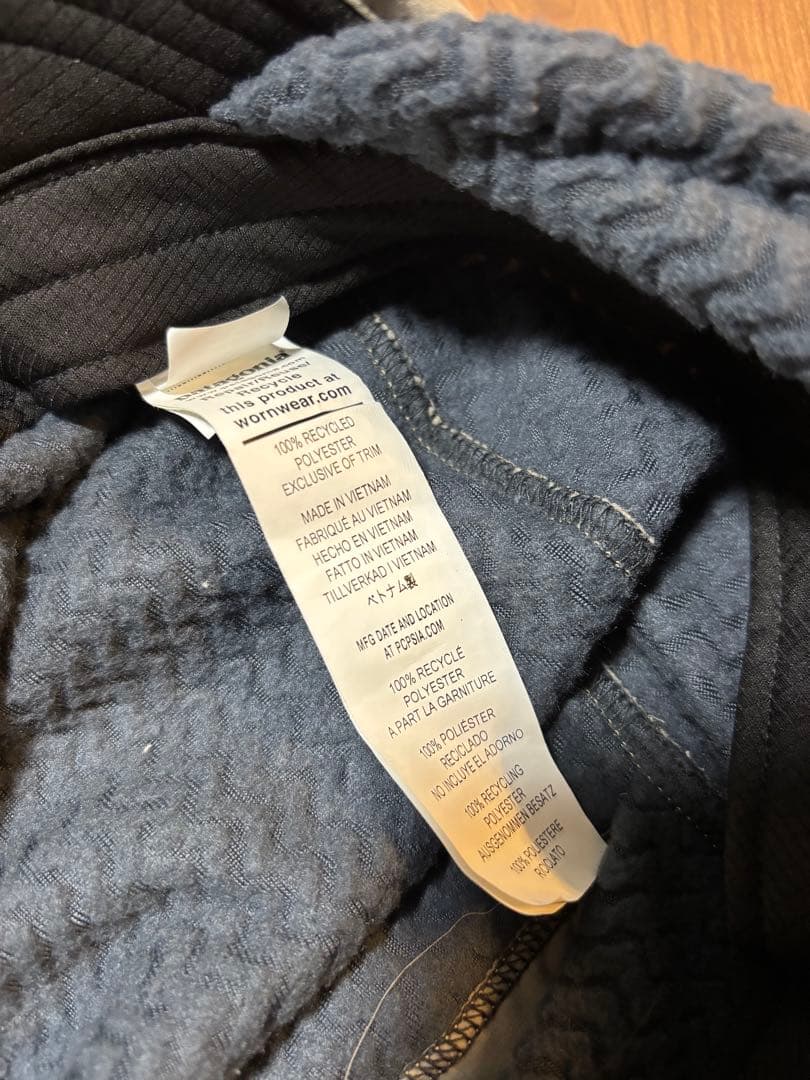 Recycle
this product at
wornwear.com
100% RECYCLED
POLYESTER
EXCLUSIVE OF TRIM
MADE IN VIETNAM
FABRIQUÉ AU VIETNAM
HECHO EN VIETNAM
FATTO IN VIETNAM
TILLVERKAD I VIETNAM
ベトナム製
MFG DATE AND LOCATION
AT PCPSIA.COM
100% RECYCLÉ
POLYESTER
A PART LA GARNITURE
100% POLIÉSTER
RECICLADO
NO INCLUYE EL ADORNO
100% RECYCLING
POLYESTER
AUSGENOMMEN BESATZ
100% POLIESTERE